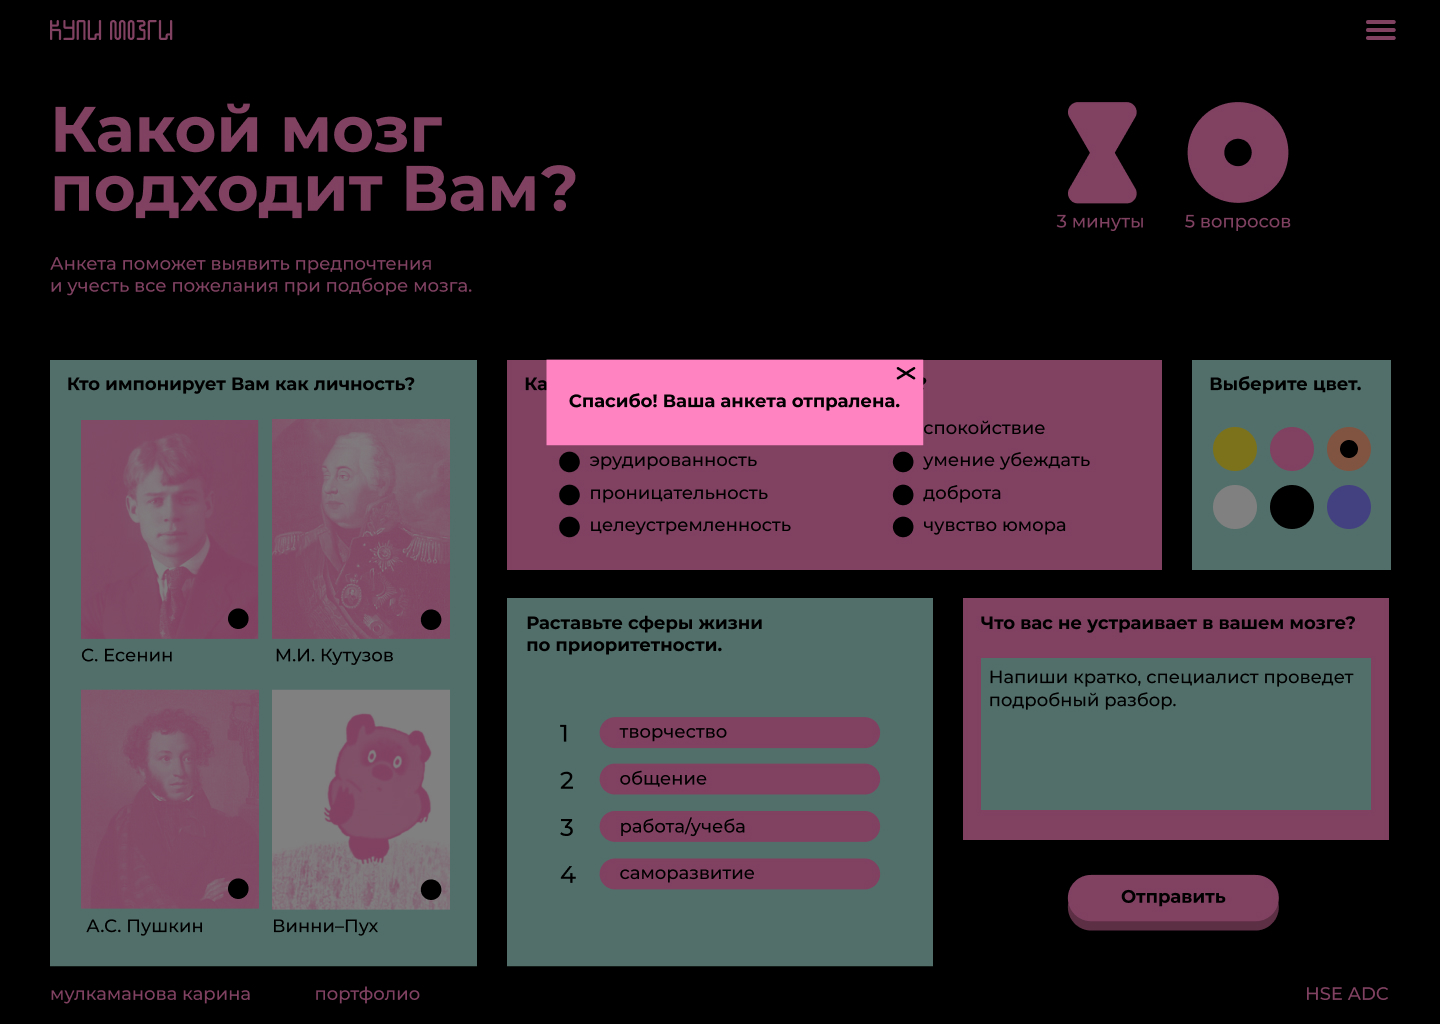 КУПИ МОЗГИ
Какой мозг
подходит Вам?
3 минуты
5 вопросов
Анкета поможет выявить предпочтения
и учесть все пожелания при подборе мозга.
Кто импонирует Вам как личность?
С. Есенин
М.И. Кутузов
А.С. Пушкин
Винни–Пух
Спасибо! Ваша анкета отпралена.
эрудированность
проницательность
целеустремленность
спокойствие
умение убеждать
доброта
чувство юмора
Выберите цвет.
Раставьте сферы жизни
по приоритетности.
1 творчество
2 общение
3 работа/учеба
4 саморазвитие
Что вас не устраивает в вашем мозге?
Напиши кратко, специалист проведет
подробный разбор.
Отправить
мулкаманова карина
портфолио
HSE ADC